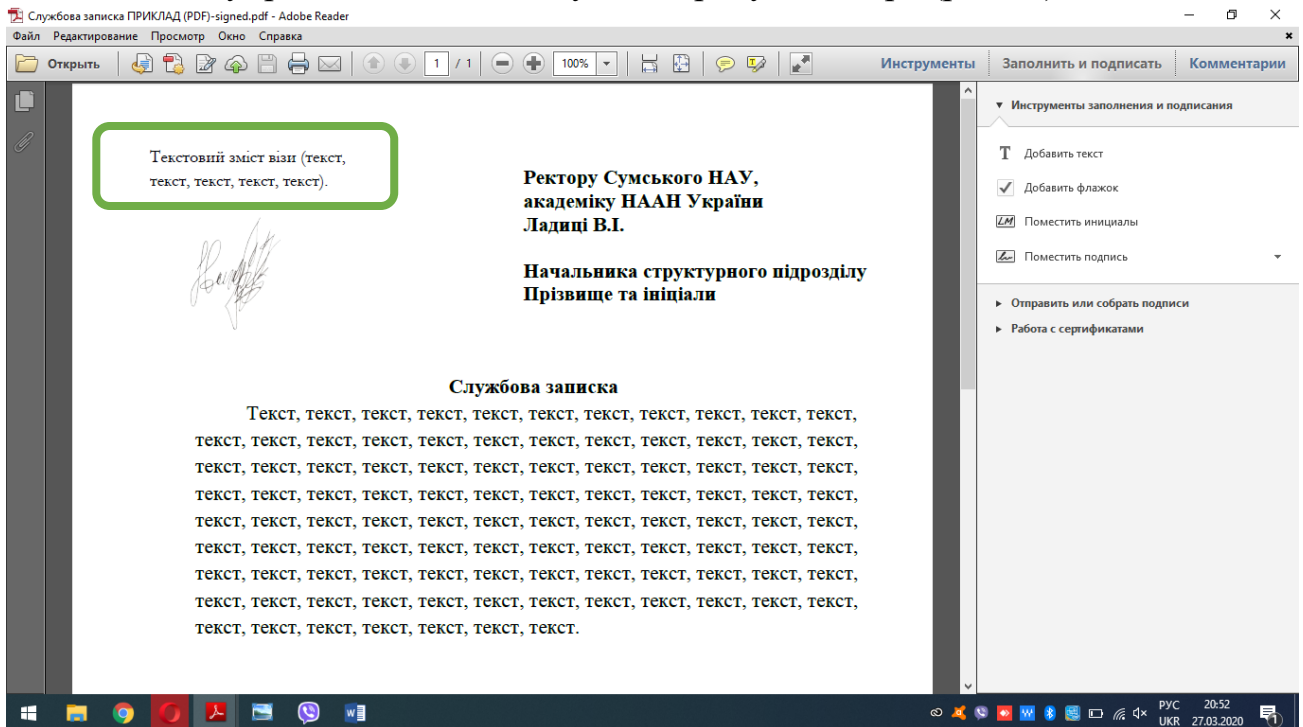 Службова записка ПРИКЛАД (PDF)-signed.pdf - Adobe Reader
Файл Редактирование Просмотр Окно Справка
Открыть 1 / 1 100% Инструменты Заполнить и подписать Комментарии
Инструменты заполнения и подписания
Добавить текст
Добавить флажок
Поместить инициалы
Поместить подпись
Отправить или собрать подписи
Работа с сертификатами
Текстовий зміст візи (текст,
текст, текст, текст, текст).
Ректору Сумського НАУ,
академіку НААН України
Ладиці В.І.
Начальника структурного підрозділу
Прізвище та ініціали
Службова записка
Текст, текст, текст, текст, текст, текст, текст, текст, текст, текст, текст,
текст, текст, текст, текст, текст, текст, текст, текст, текст, текст, текст, текст,
текст, текст, текст, текст, текст, текст, текст, текст, текст, текст, текст, текст,
текст, текст, текст, текст, текст, текст, текст, текст, текст, текст, текст, текст,
текст, текст, текст, текст, текст, текст, текст, текст, текст, текст, текст, текст,
текст, текст, текст, текст, текст, текст, текст, текст, текст, текст, текст, текст,
текст, текст, текст, текст, текст, текст, текст, текст, текст, текст, текст, текст,
текст, текст, текст, текст, текст, текст, текст, текст, текст, текст, текст, текст,
текст, текст, текст, текст, текст, текст, текст.
РУС 20:52
UKR 27.03.2020